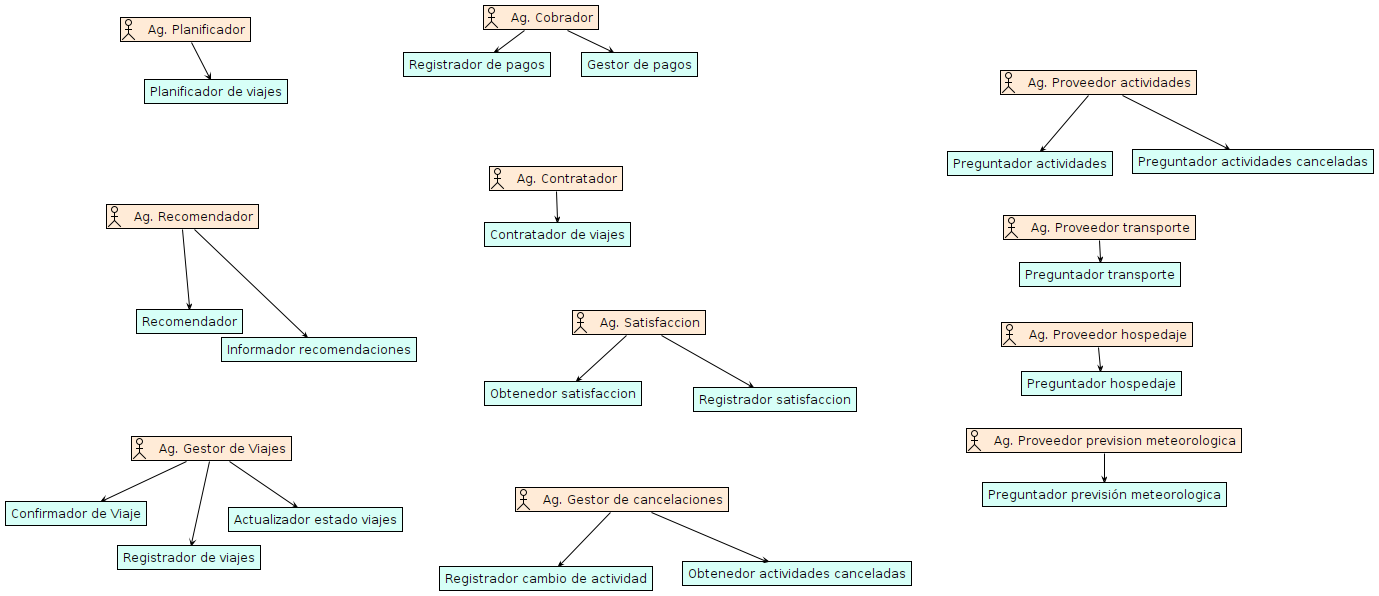 Ag. Planificador
Planificador de viajes
Ag. Cobrador
Registrador de pagos
Gestor de pagos
Ag. Proveedor actividades
Preguntador actividades
Preguntador actividades canceladas
Ag. Contratador
Contratador de viajes
Ag. Recomendador
Recomendador
Informador recomendaciones
Ag. Proveedor transporte
Preguntador transporte
Ag. Satisfaccion
Obtenedor satisfaccion
Registrador satisfaccion
Ag. Proveedor hospedaje
Preguntador hospedaje
Ag. Gestor de Viajes
Confirmador de Viaje
Registrador de viajes
Actualizador estado viajes
Ag. Proveedor prevision meteorologica
Preguntador previsión meteorologica
Ag. Gestor de cancelaciones
Registrador cambio de actividad
Obtenedor actividades canceladas